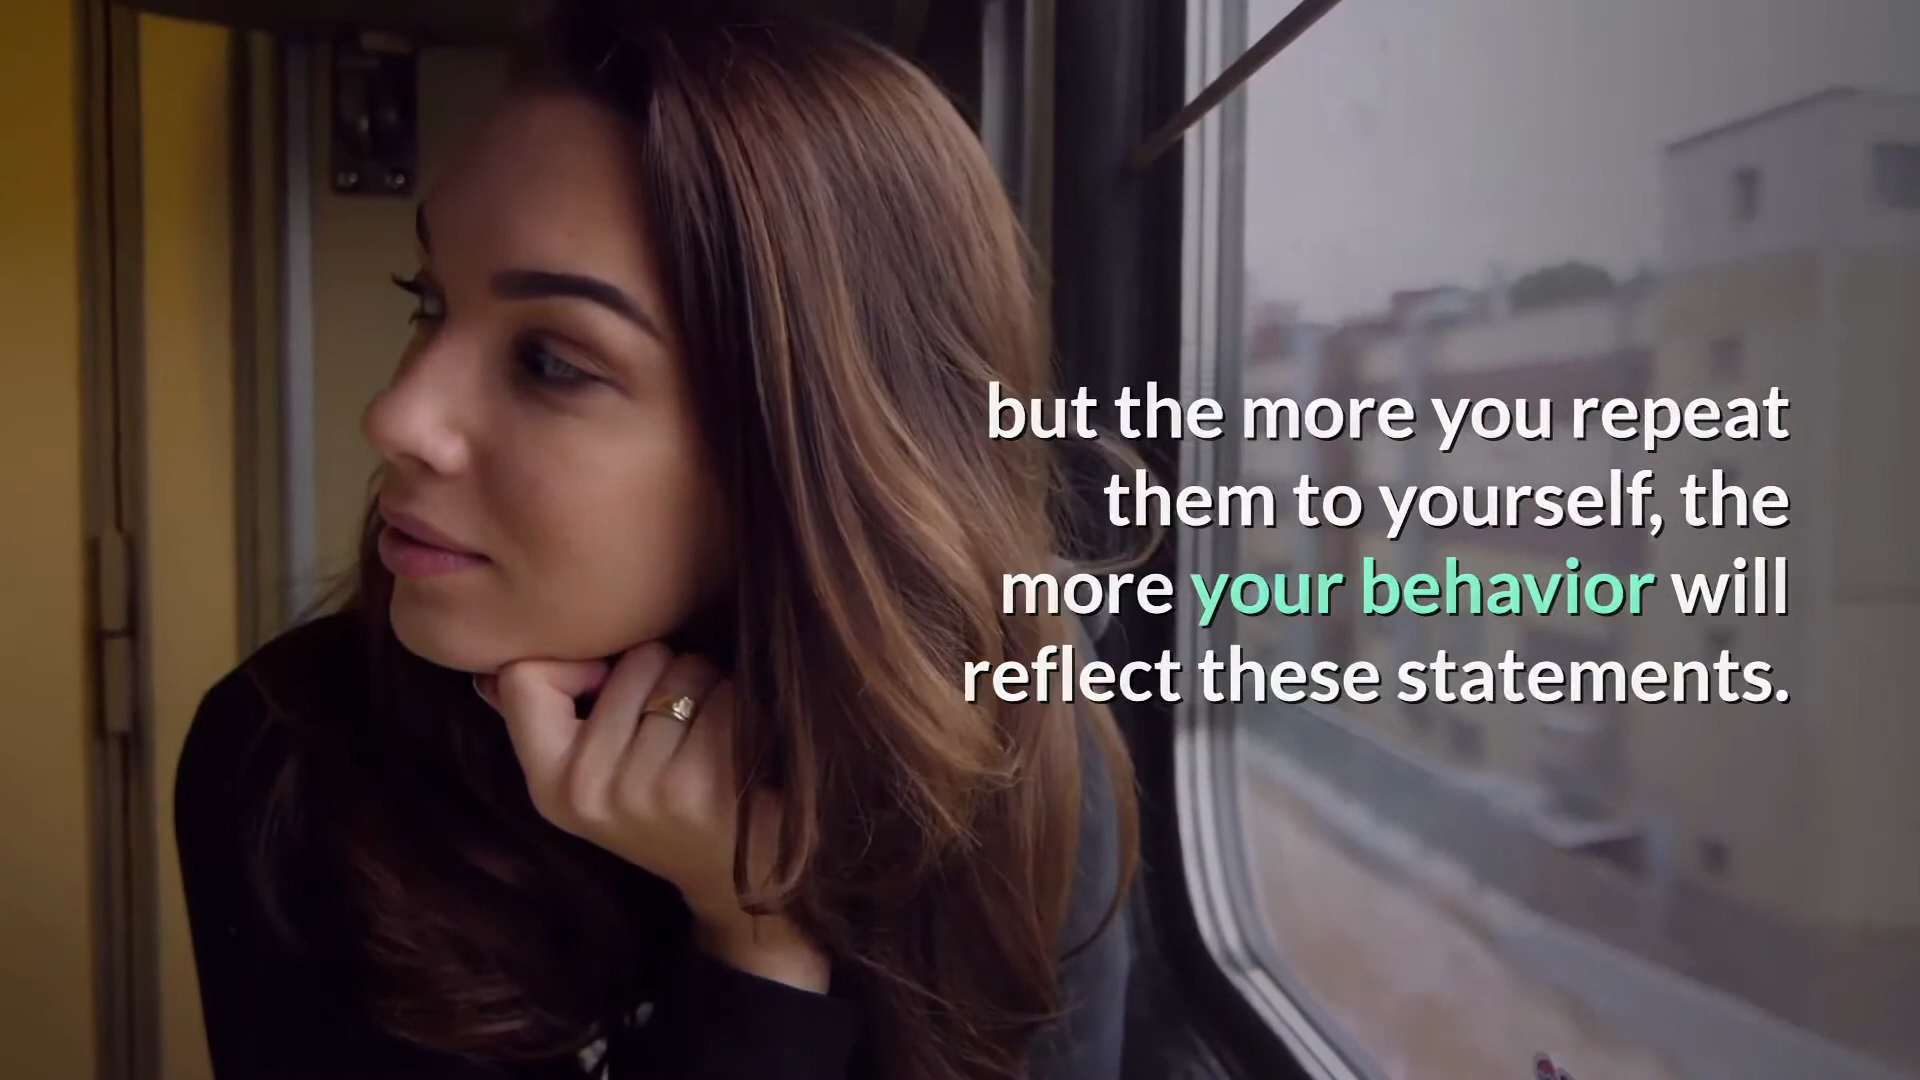 but the more you repeat
them to yourself, the
more your behavior will
reflect these statements.